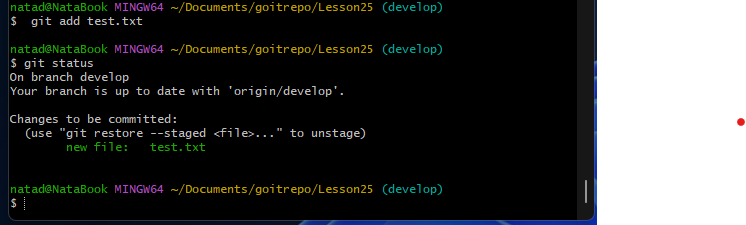 natad@NataBook MINGW64 ~/Documents/goitrepo/Lesson25 (develop)
$  git add test.txt
natad@NataBook MINGW64 ~/Documents/goitrepo/Lesson25 (develop)
$ git status
On branch develop
Your branch is up to date with 'origin/develop'.
Changes to be committed:
  (use "git restore --staged <file>..." to unstage)
        new file:   test.txt
natad@NataBook MINGW64 ~/Documents/goitrepo/Lesson25 (develop)
$